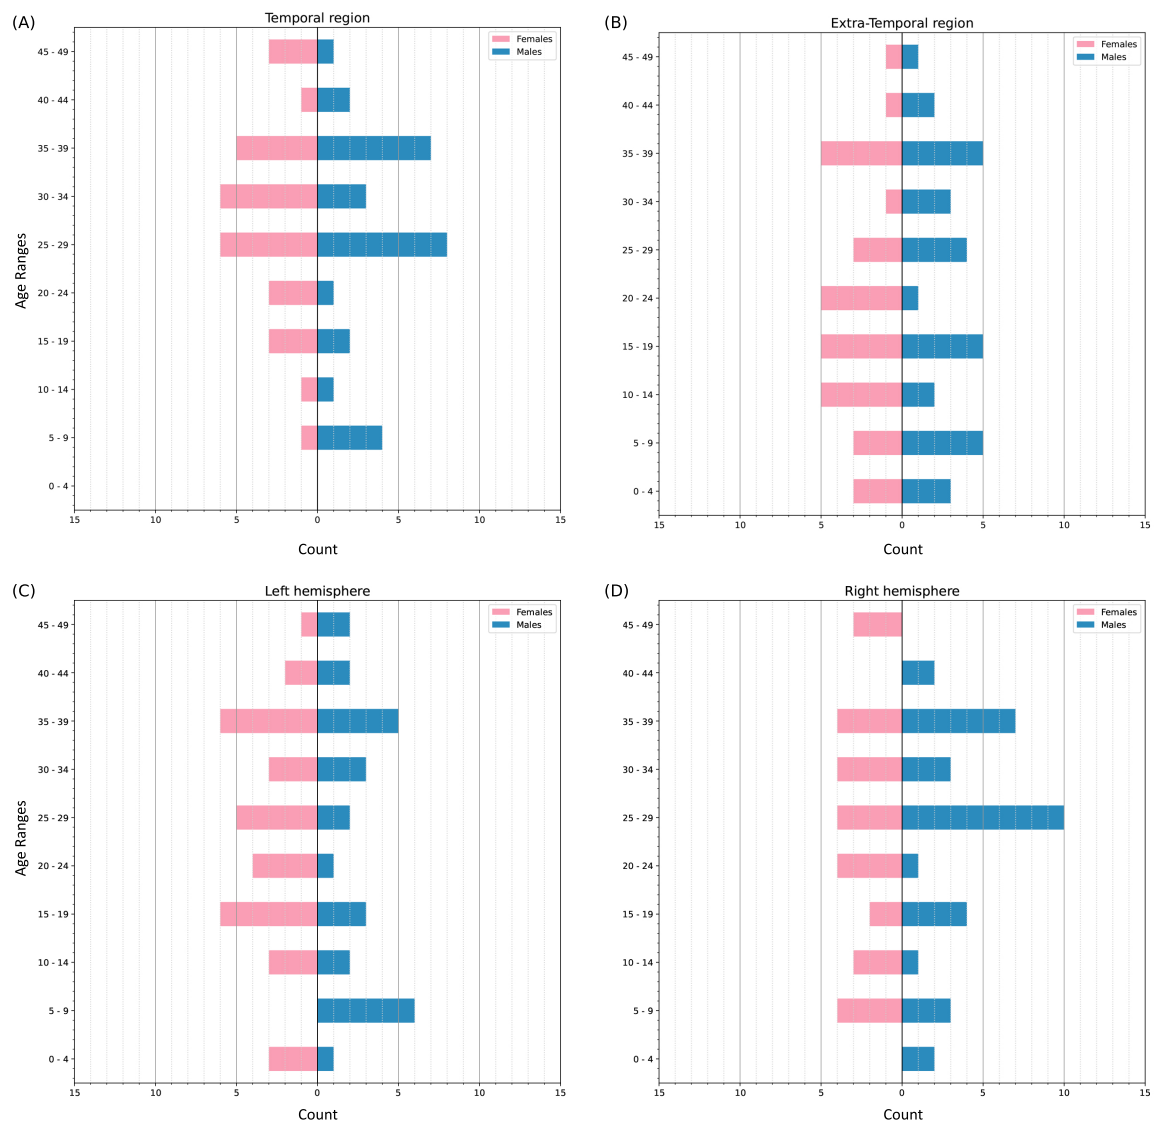 (A)
Temporal region
Females
Males
Age Ranges
45 - 49
40 - 44
35 - 39
30 - 34
25 - 29
20 - 24
15 - 19
10 - 14
5 - 9
0 - 4
15 10 5 0 5 10 15
Count
(B)
Extra-Temporal region
Females
Males
45 - 49
40 - 44
35 - 39
30 - 34
25 - 29
20 - 24
15 - 19
10 - 14
5 - 9
0 - 4
15 10 5 0 5 10 15
Count
(C)
Left hemisphere
Females
Males
Age Ranges
45 - 49
40 - 44
35 - 39
30 - 34
25 - 29
20 - 24
15 - 19
10 - 14
5 - 9
0 - 4
15 10 5 0 5 10 15
Count
(D)
Right hemisphere
Females
Males
45 - 49
40 - 44
35 - 39
30 - 34
25 - 29
20 - 24
15 - 19
10 - 14
5 - 9
0 - 4
15 10 5 0 5 10 15
Count